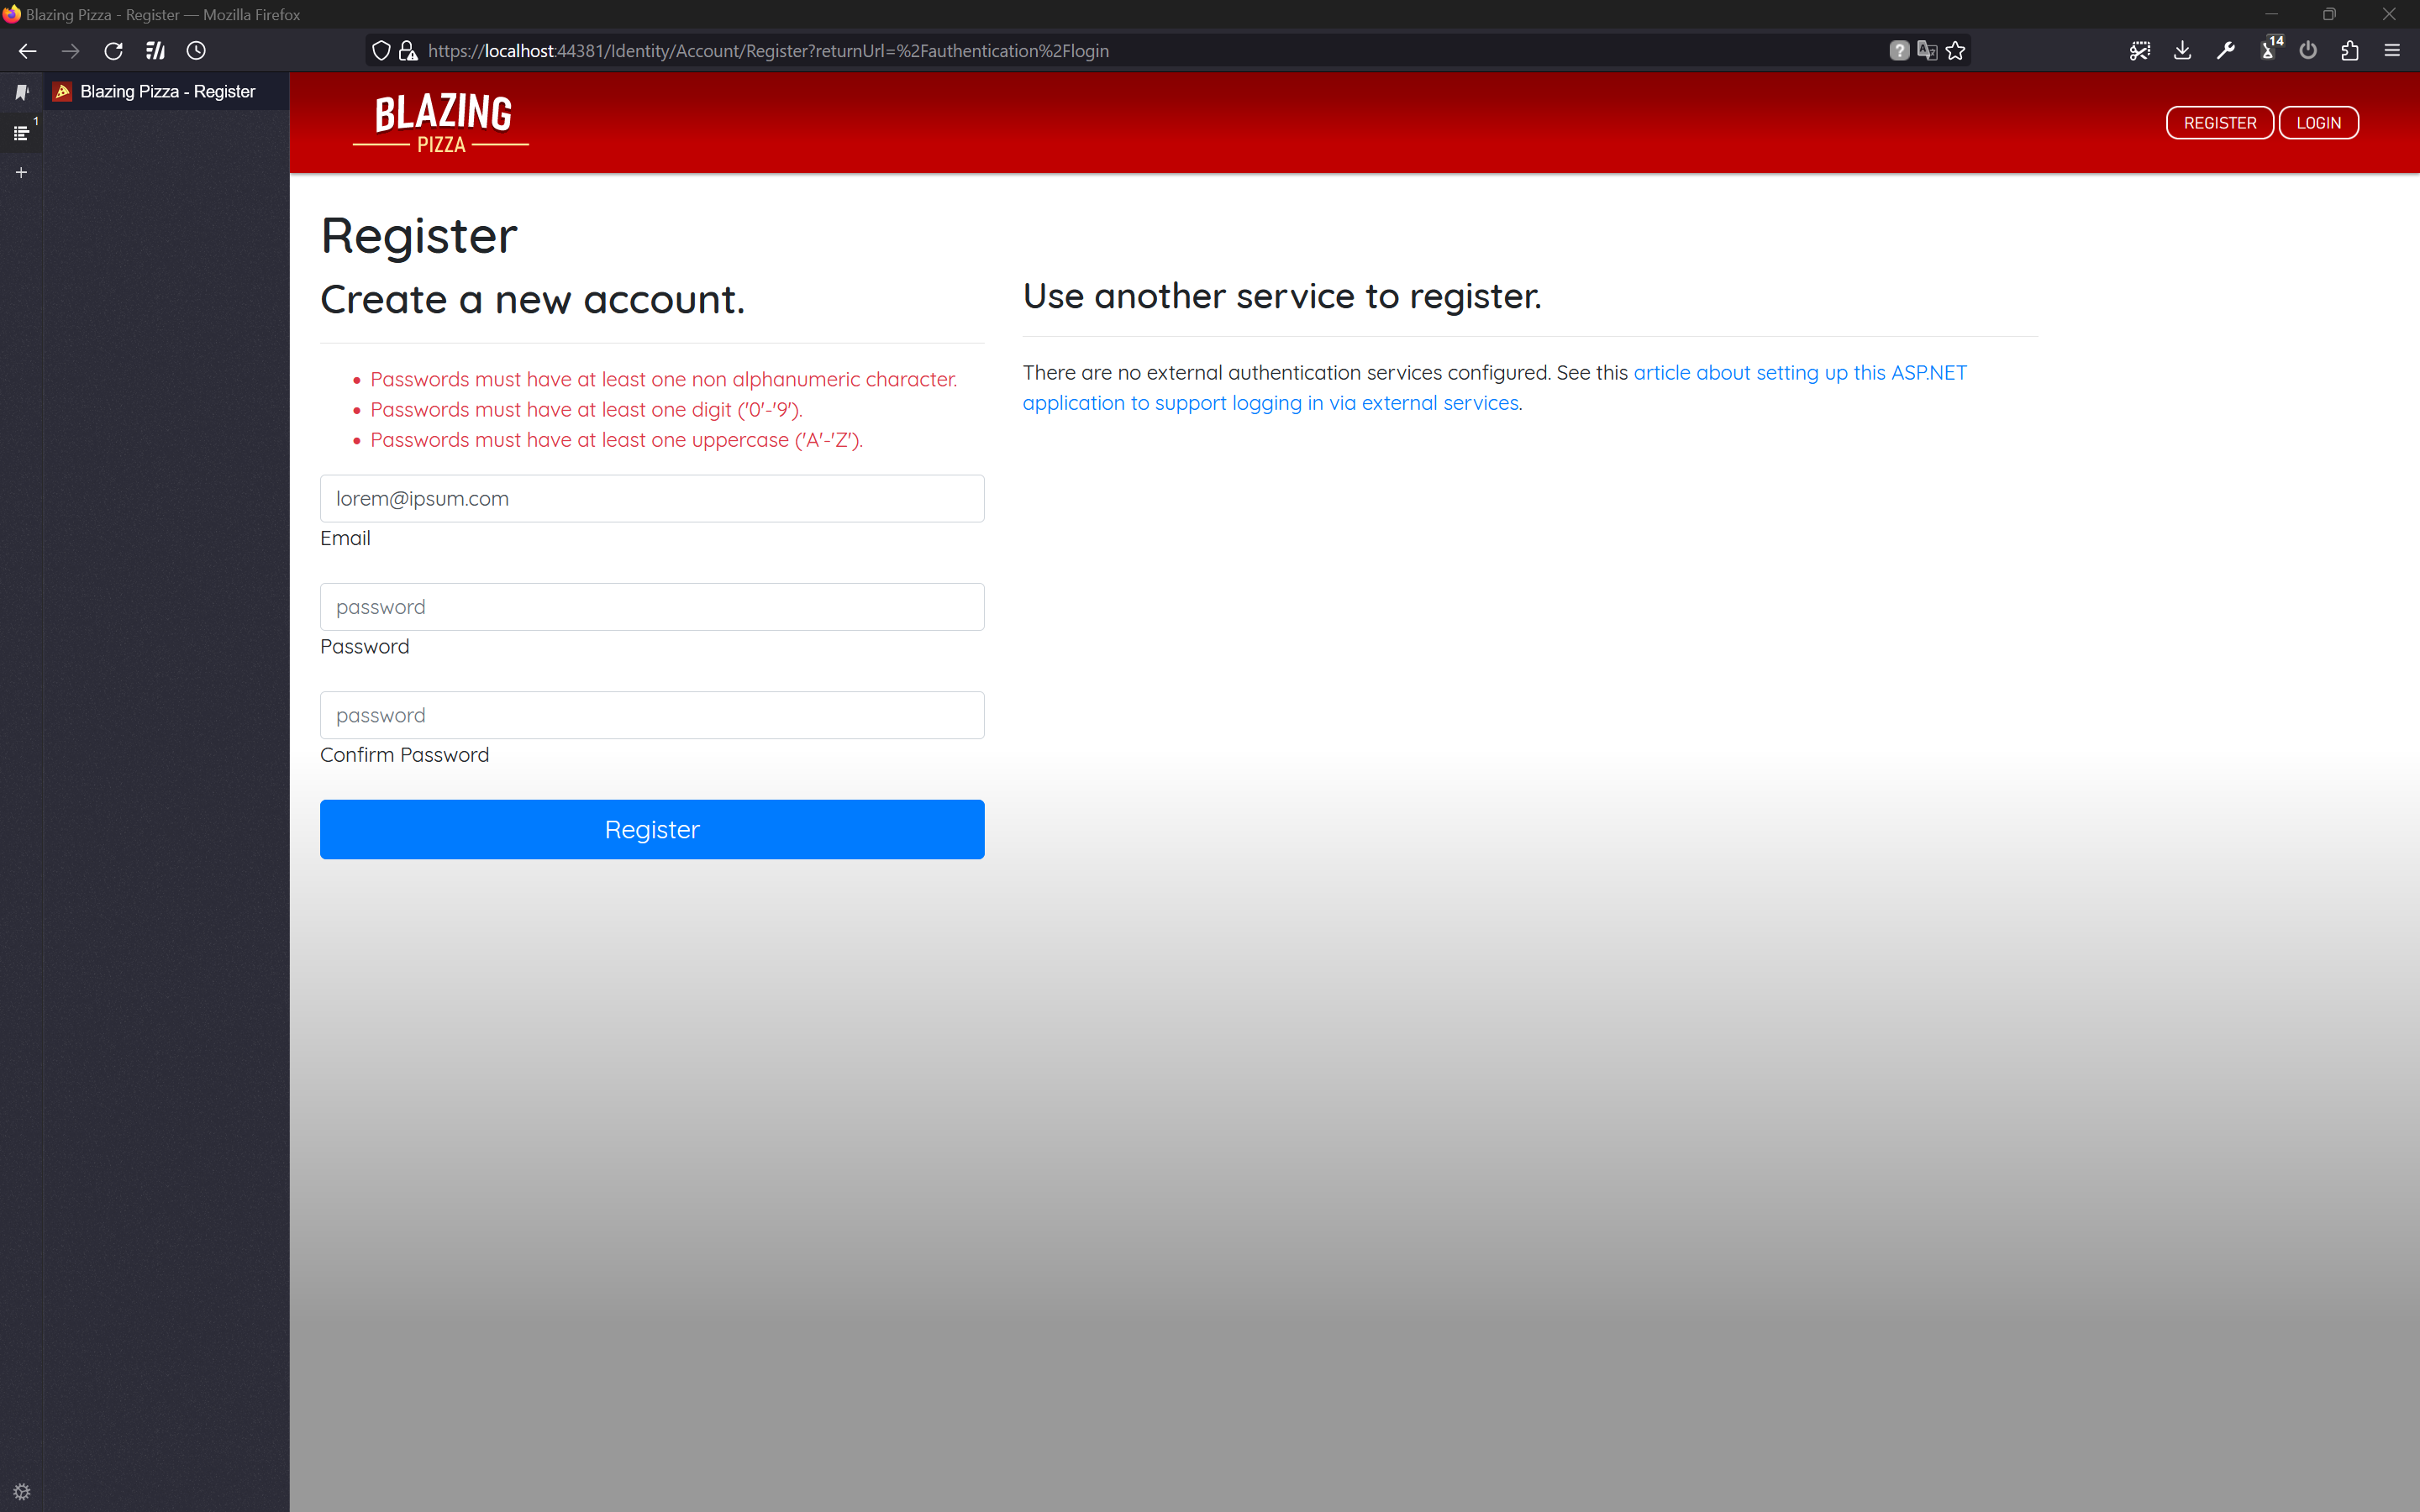 Blazing Pizza - Register — Mozilla Firefox
https://localhost:44381/Identity/Account/Register?returnUrl=%2Fauthentication%2Flogin
14
Blazing Pizza - Register
1
BLAZING
PIZZA
REGISTER
LOGIN
Register
Create a new account.
Passwords must have at least one non alphanumeric character.
Passwords must have at least one digit ('0'-'9').
Passwords must have at least one uppercase ('A'-'Z').
lorem@ipsum.com
Email
password
Password
password
Confirm Password
Register
Use another service to register.
There are no external authentication services configured. See this article about setting up this ASP.NET
application to support logging in via external services.